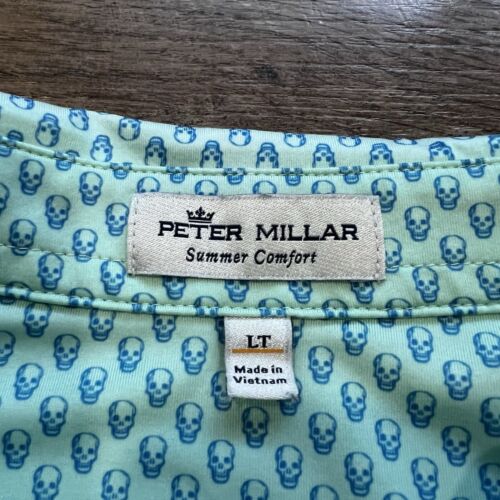 PETER MILLAR
Summer Comfort
LT
Made in
Vietnam